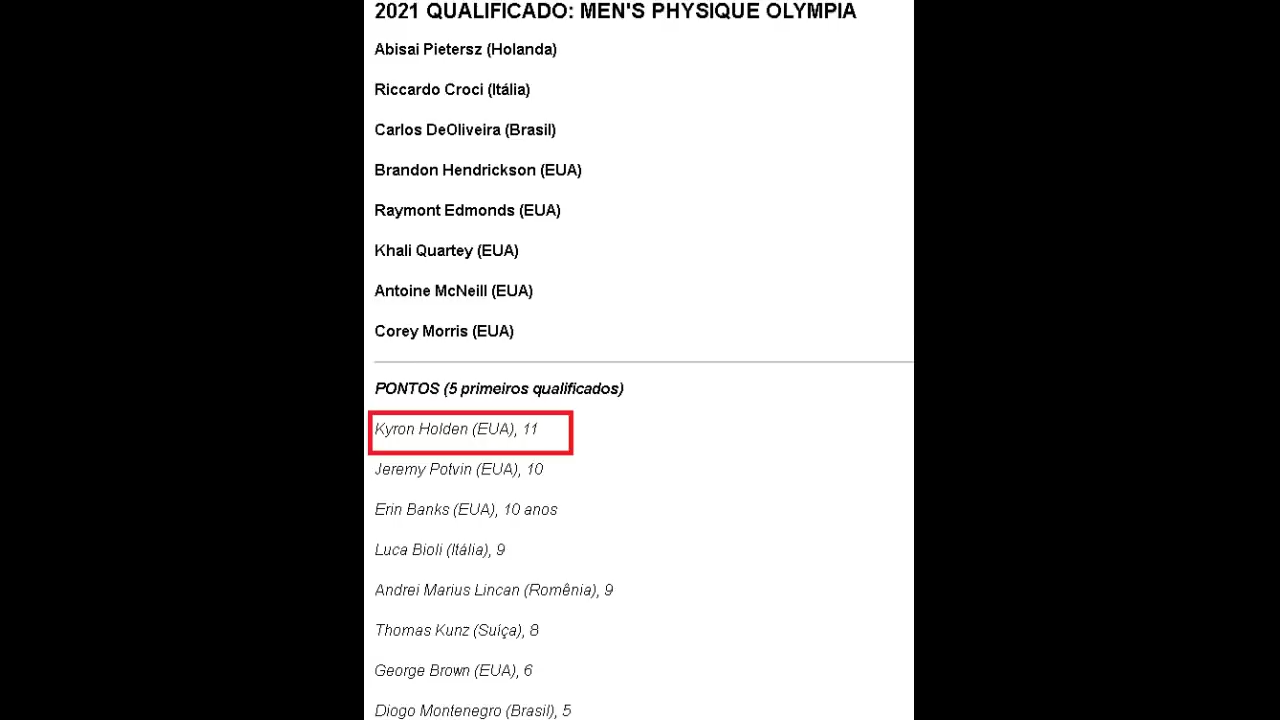 2021 QUALIFICADO: MEN'S PHYSIQUE OLYMPIA
Abisai Pietersz (Holanda)
Riccardo Croci (Itália)
Carlos DeOliveira (Brasil)
Brandon Hendrickson (EUA)
Raymont Edmonds (EUA)
Khali Quartey (EUA)
Antoine McNeill (EUA)
Corey Morris (EUA)
PONTOS (5 primeiros qualificados)
Kyron Holden (EUA), 11
Jeremy Potvin (EUA), 10
Erin Banks (EUA), 10 anos
Luca Bioli (Itália), 9
Andrei Marius Lincan (Romênia), 9
Thomas Kunz (Suíça), 8
George Brown (EUA), 6
Diogo Montenegro (Brasil), 5